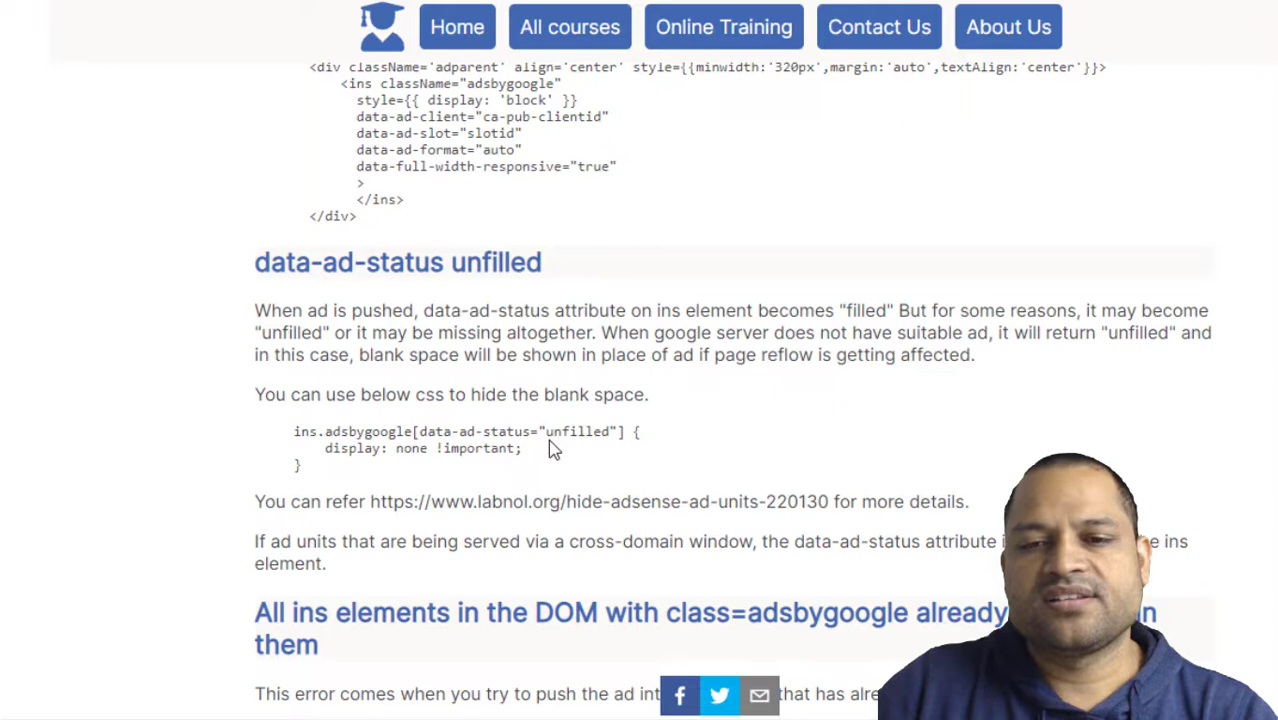 Home All courses Online Training Contact Us About Us
<div className='adparent' align='center' style={{minwidth:'320px',margin:'auto',textAlign:'center'}}>
<ins className="adsbygoogle"
style={{ display: 'block' }}
data-ad-client="ca-pub-clientid"
data-ad-slot="slotid"
data-ad-format="auto"
data-full-width-responsive="true"
>
</ins>
</div>
data-ad-status unfilled
When ad is pushed, data-ad-status attribute on ins element becomes "filled" But for some reasons, it may become
"unfilled" or it may be missing altogether. When google server does not have suitable ad, it will return "unfilled" and
in this case, blank space will be shown in place of ad if page reflow is getting affected.
You can use below css to hide the blank space.
ins.adsbygoogle[data-ad-status="unfilled"] {
display: none !important;
}
You can refer https://www.labnol.org/hide-adsense-ad-units-220130 for more details.
If ad units that are being served via a cross-domain window, the data-ad-status attribute
element.
All ins elements in the DOM with class=adsbygoogle already
them
This error comes when you try to push the ad that has